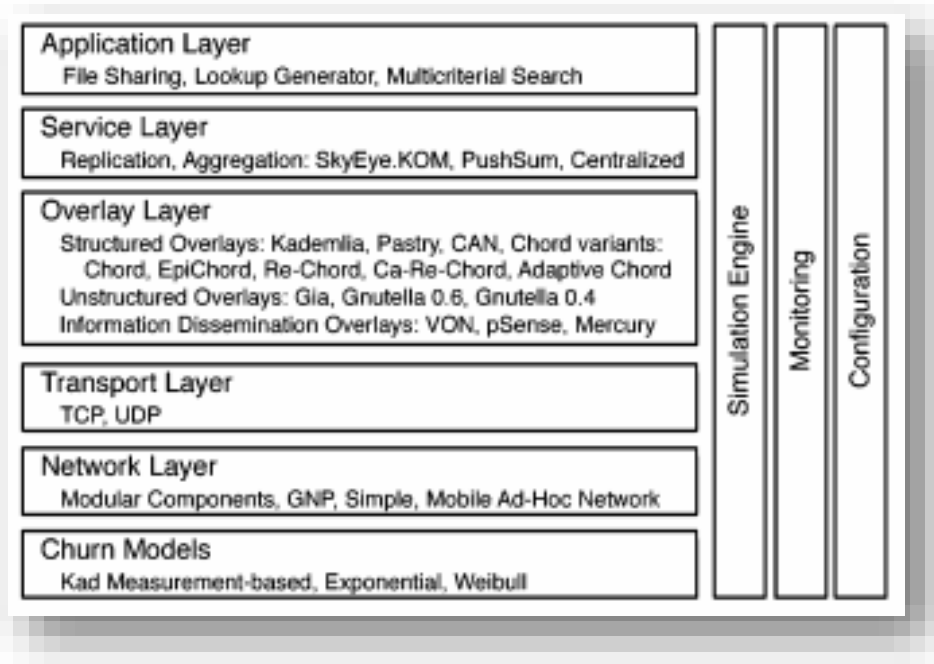 Application Layer
File Sharing, Lookup Generator, Multicriterial Search
Service Layer
Replication, Aggregation: SkyEye.KOM, PushSum, Centralized
Overlay Layer
Structured Overlays: Kademlia, Pastry, CAN, Chord variants:
Chord, EpiChord, Re-Chord, Ca-Re-Chord, Adaptive Chord
Unstructured Overlays: Gia, Gnutella 0.6, Gnutella 0.4
Information Dissemination Overlays: VON, pSense, Mercury
Transport Layer
TCP, UDP
Network Layer
Modular Components, GNP, Simple, Mobile Ad-Hoc Network
Churn Models
Kad Measurement-based, Exponential, Weibull
Simulation Engine
Monitoring
Configuration